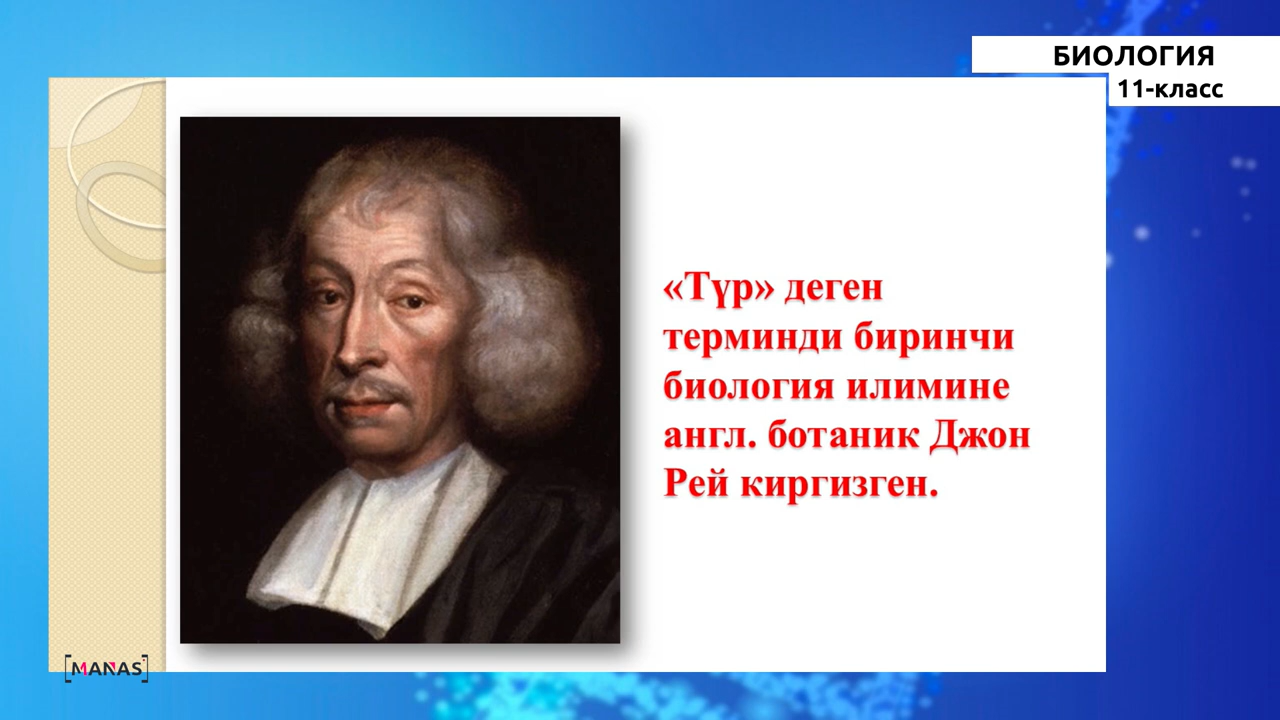 БИОЛОГИЯ
11-класс
«Түр» деген
терминди биринчи
биология илимине
англ. ботаник Джон
Рей киргизген.
[MANAS]